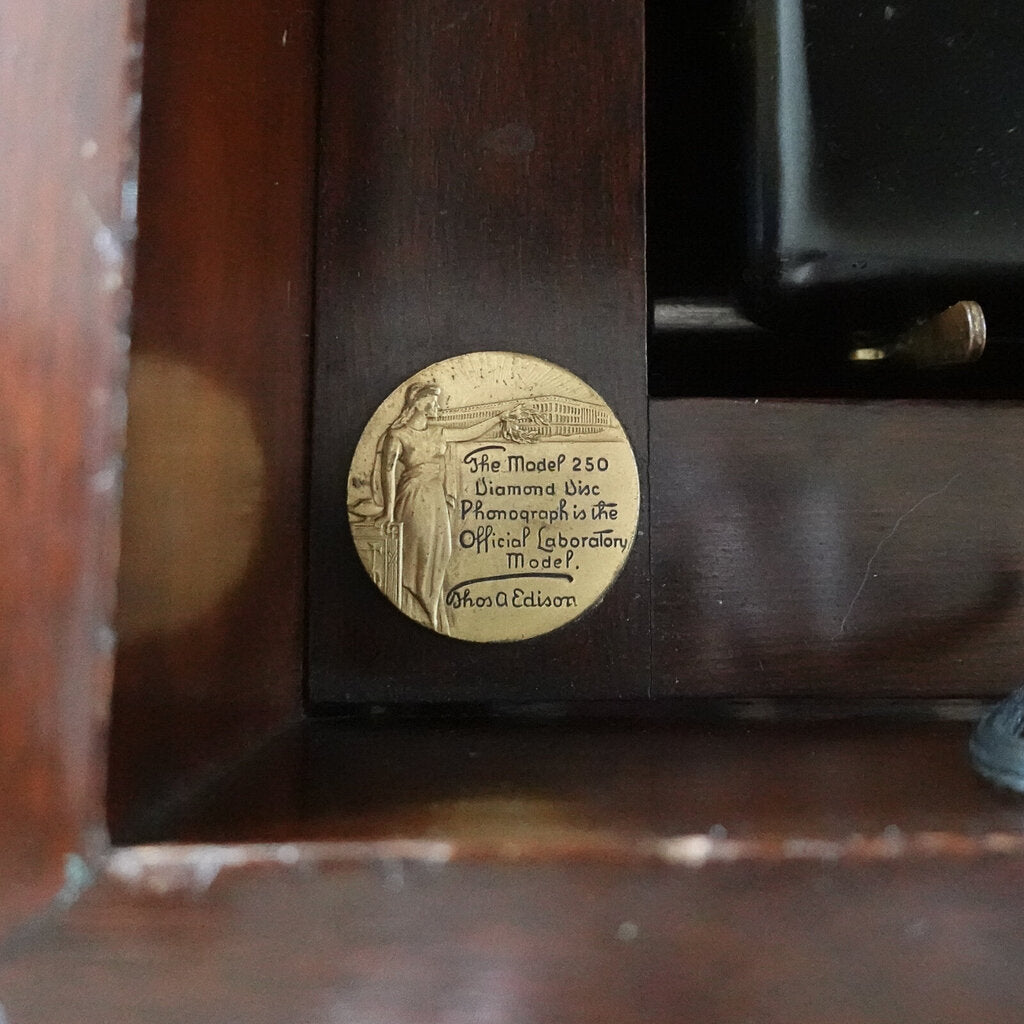 The Model 250
Diamond Disc
Phonograph is the
Official Laboratory
Model.
Thos A Edison